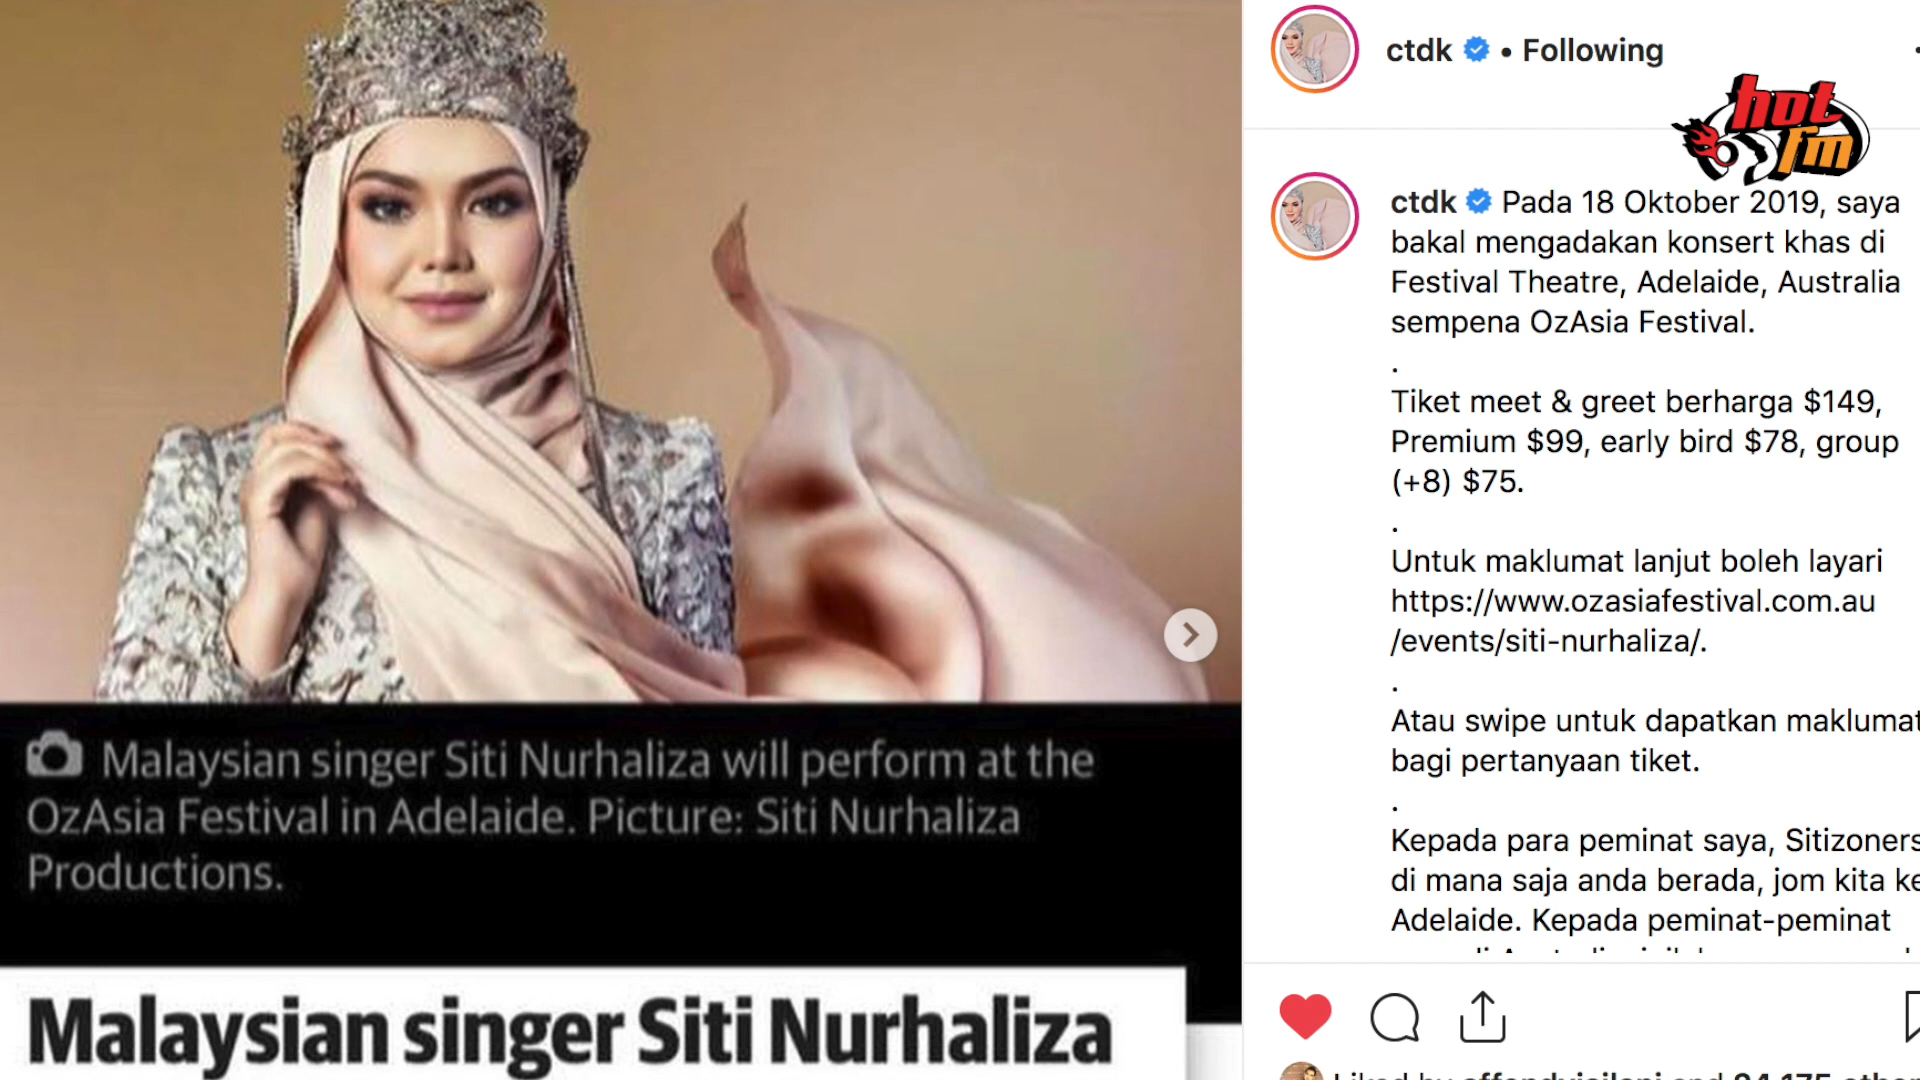 ctdk • Following
hot
fm
ctdk Pada 18 Oktober 2019, saya
bakal mengadakan konsert khas di
Festival Theatre, Adelaide, Australia
sempena OzAsia Festival.
.
Tiket meet & greet berharga $149,
Premium $99, early bird $78, group
(+8) $75.
.
Untuk maklumat lanjut boleh layari
https://www.ozasiafestival.com.au
/events/siti-nurhaliza/.
.
Atau swipe untuk dapatkan maklumat
bagi pertanyaan tiket.
.
Kepada para peminat saya, Sitizoners
di mana saja anda berada, jom kita ke
Adelaide. Kepada peminat-peminat
Malaysian singer Siti Nurhaliza will perform at the
OzAsia Festival in Adelaide. Picture: Siti Nurhaliza
Productions.
Malaysian singer Siti Nurhaliza